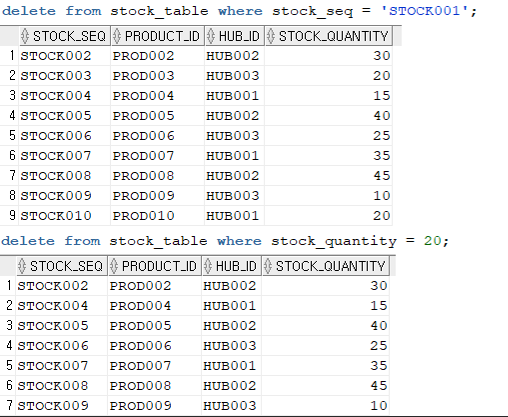 delete from stock_table where stock_seq = 'STOCK001';
STOCK_SEQ PRODUCT_ID HUB_ID STOCK_QUANTITY
1 STOCK002 PROD002 HUB002 30
2 STOCK003 PROD003 HUB003 20
3 STOCK004 PROD004 HUB001 15
4 STOCK005 PROD005 HUB002 40
5 STOCK006 PROD006 HUB003 25
6 STOCK007 PROD007 HUB001 35
7 STOCK008 PROD008 HUB002 45
8 STOCK009 PROD009 HUB003 10
9 STOCK010 PROD010 HUB001 20
delete from stock_table where stock_quantity = 20;
STOCK_SEQ PRODUCT_ID HUB_ID STOCK_QUANTITY
1 STOCK002 PROD002 HUB002 30
2 STOCK004 PROD004 HUB001 15
3 STOCK005 PROD005 HUB002 40
4 STOCK006 PROD006 HUB003 25
5 STOCK007 PROD007 HUB001 35
6 STOCK008 PROD008 HUB002 45
7 STOCK009 PROD009 HUB003 10